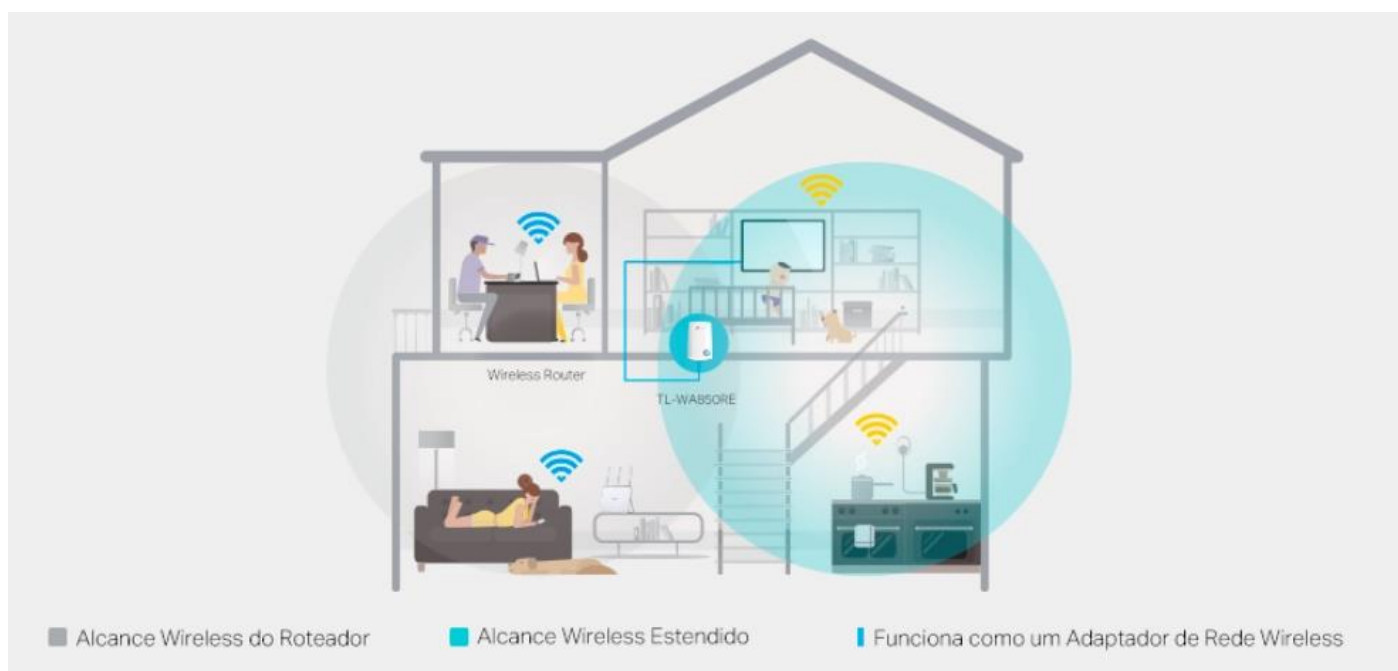 Wireless Router
TL-WA850RE
Alcance Wireless do Roteador
Alcance Wireless Estendido
Funciona como um Adaptador de Rede Wireless